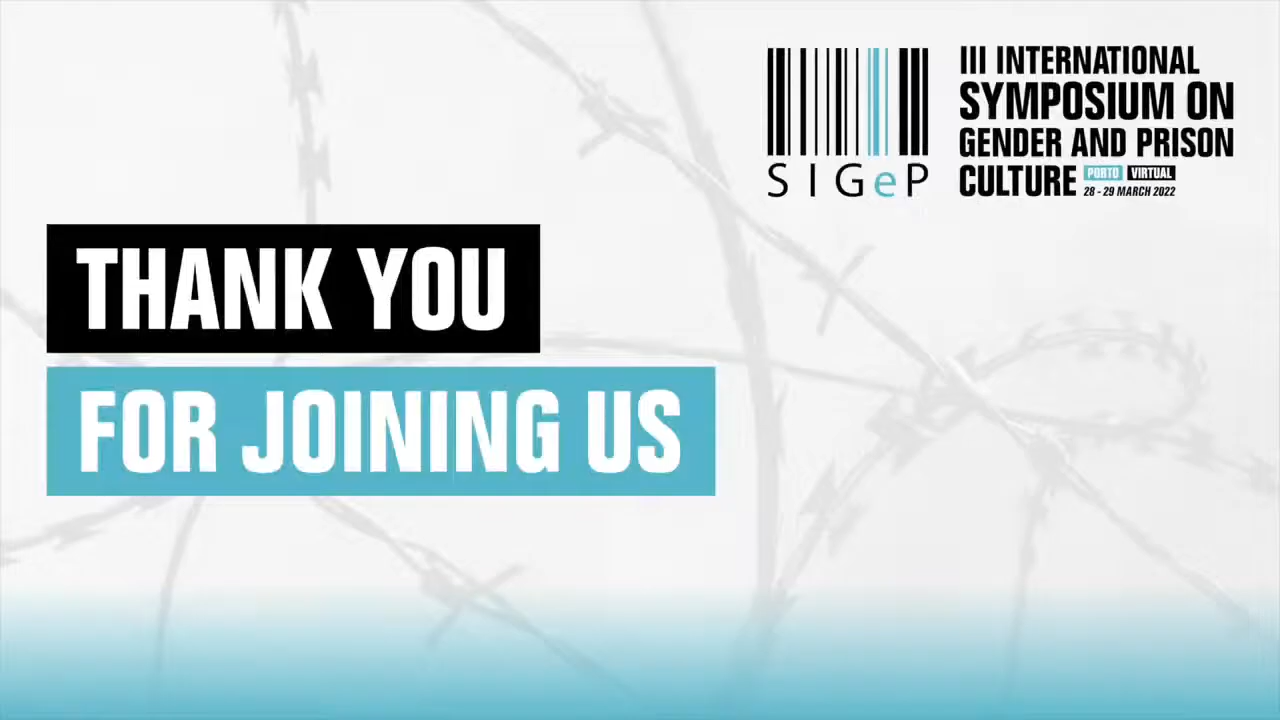 SIGeP
III INTERNATIONAL
SYMPOSIUM ON
GENDER AND PRISON
CULTURE PORTO VIRTUAL
28 - 29 MARCH 2022
THANK YOU
FOR JOINING US